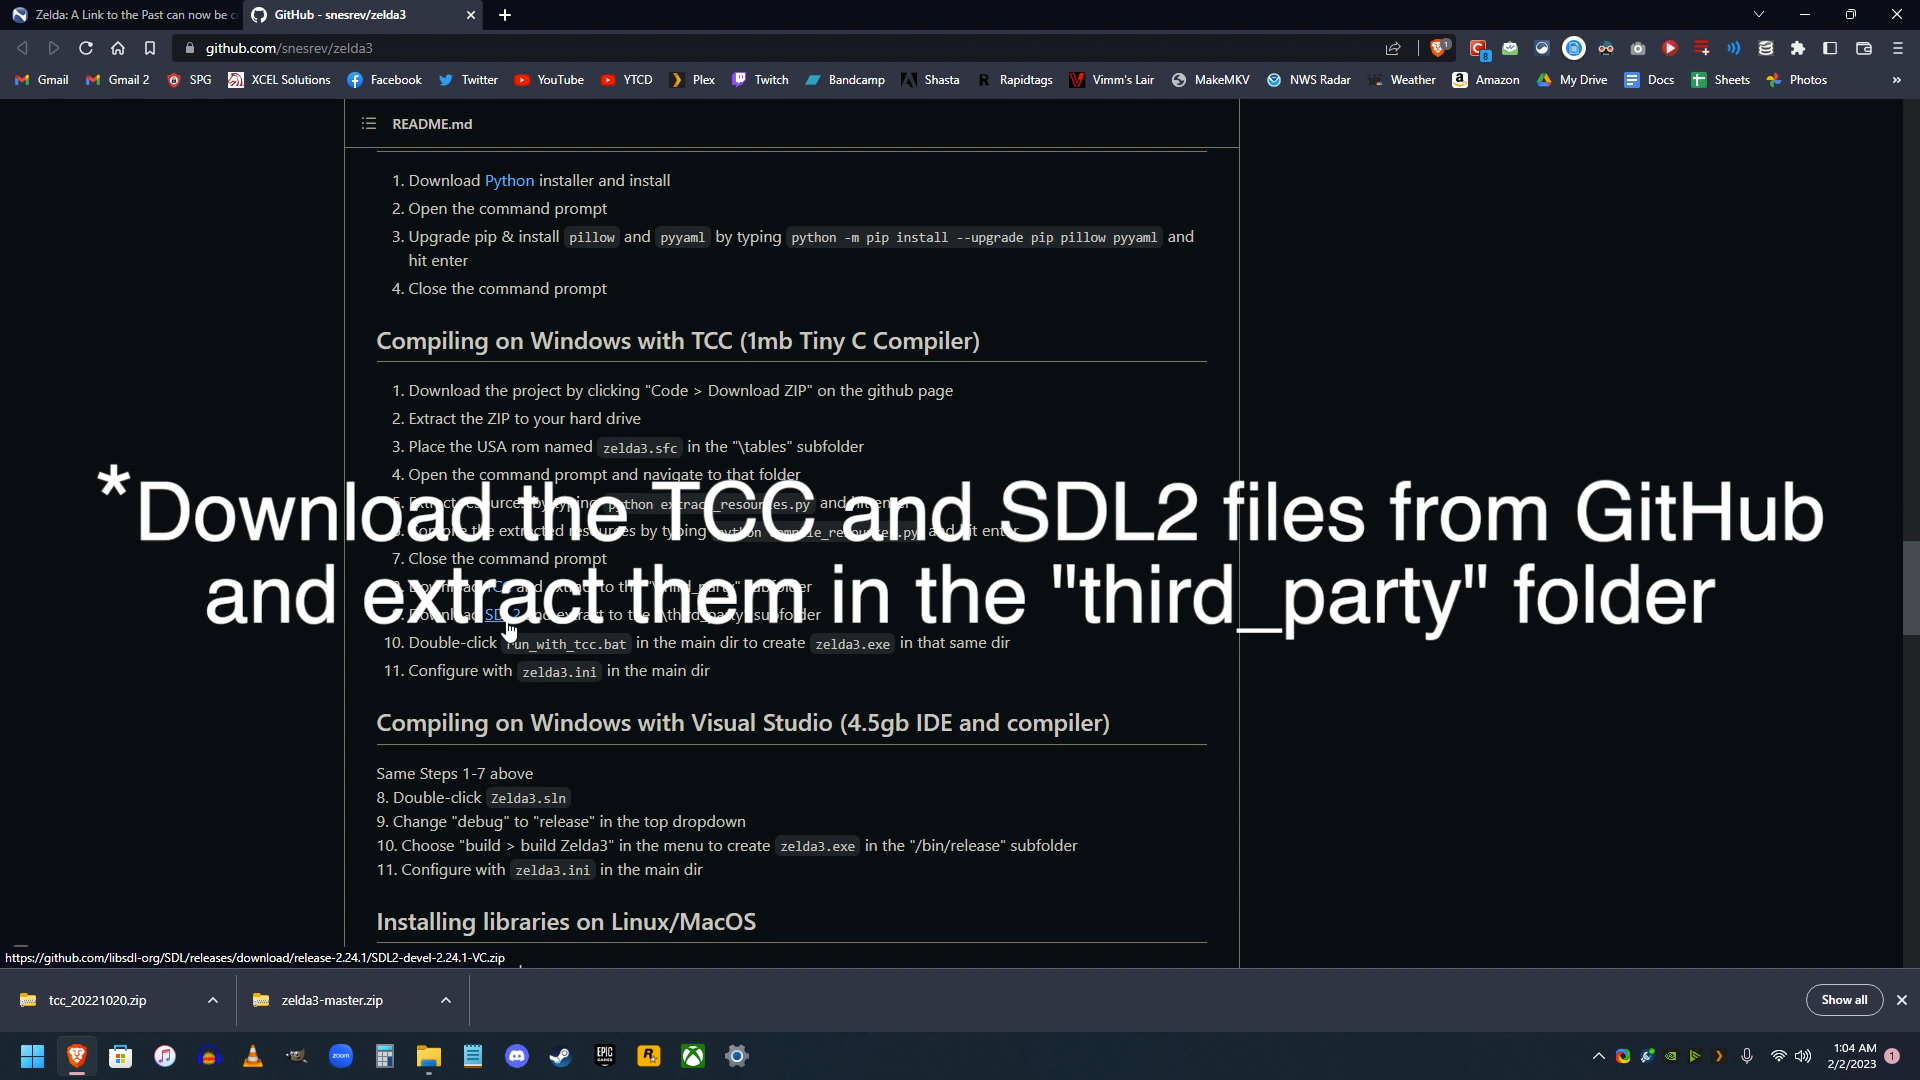 Zelda: A Link to the Past can now be c
GitHub - snesrev/zelda3
github.com/snesrev/zelda3
Gmail
Gmail 2
SPG
XCEL Solutions
Facebook
Twitter
YouTube
YTCD
Plex
Twitch
Bandcamp
Shasta
Rapidtags
Vimm's Lair
MakeMKV
NWS Radar
Weather
Amazon
My Drive
Docs
Sheets
Photos
README.md
1. Download Python installer and install
2. Open the command prompt
3. Upgrade pip & install pillow and pyyaml by typing python -m pip install --upgrade pip pillow pyyaml and
hit enter
4. Close the command prompt
Compiling on Windows with TCC (1mb Tiny C Compiler)
1. Download the project by clicking "Code > Download ZIP" on the github page
2. Extract the ZIP to your hard drive
3. Place the USA rom named zelda3.sfc in the "\tables" subfolder
4. Open the command prompt and navigate to that folder
*Download the TCC and SDL2 files from GitHub
7. Close the command prompt
and extract them in the "third_party" folder
10. Double-click run_with_tcc.bat in the main dir to create zelda3.exe in that same dir
11. Configure with zelda3.ini in the main dir
Compiling on Windows with Visual Studio (4.5gb IDE and compiler)
Same Steps 1-7 above
8. Double-click Zelda3.sln
9. Change "debug" to "release" in the top dropdown
10. Choose "build > build Zelda3" in the menu to create zelda3.exe in the "/bin/release" subfolder
11. Configure with zelda3.ini in the main dir
Installing libraries on Linux/MacOS
https://github.com/libsdl-org/SDL/releases/download/release-2.24.1/SDL2-devel-2.24.1-VC.zip
tcc_20221020.zip
zelda3-master.zip
Show all
zoom
EPIC
1:04 AM
2/2/2023
1